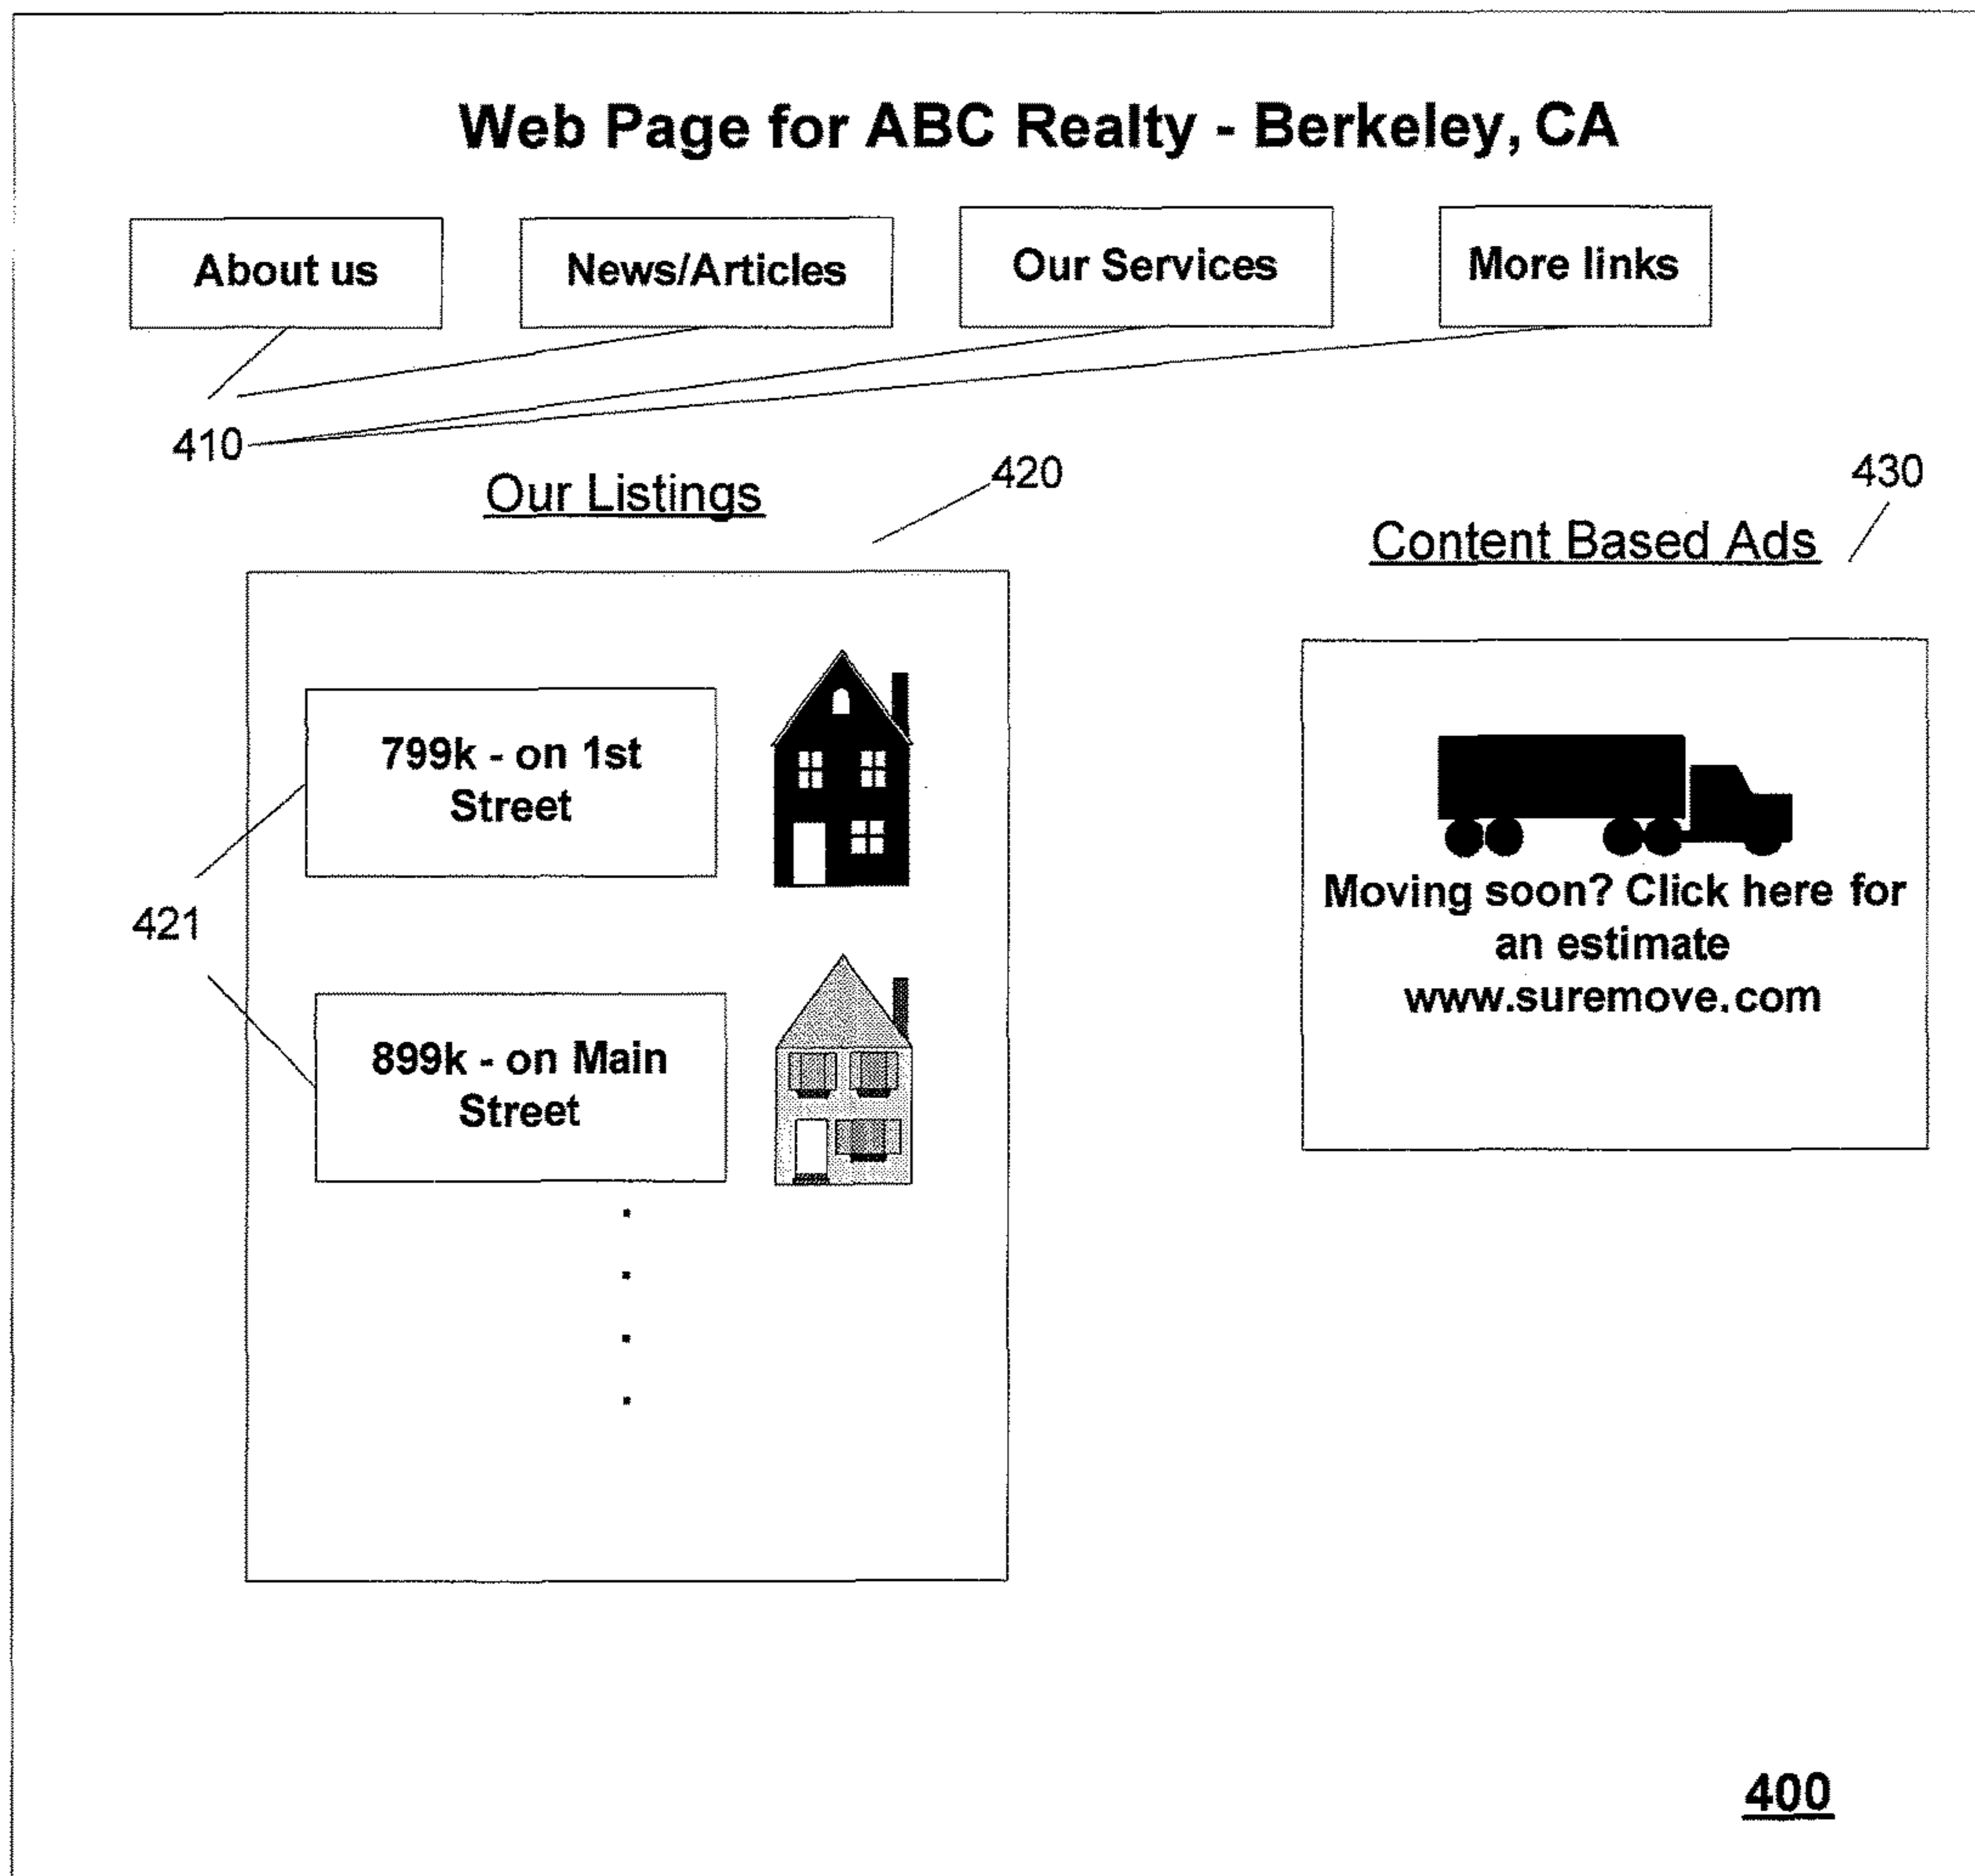 Web Page for ABC Realty - Berkeley, CA
About us
News/Articles
Our Services
More links
410
Our Listings
420
430
Content Based Ads
799k - on 1st
Street
421
899k - on Main
Street
Moving soon? Click here for
an estimate
www.suremove.com
400